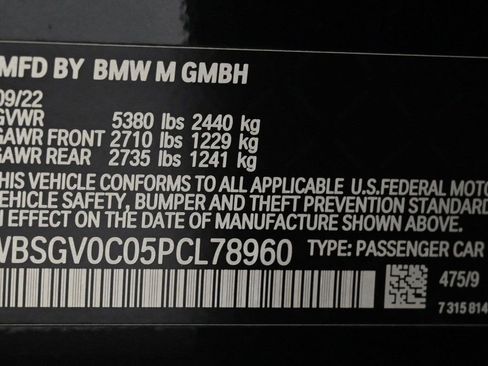 MFD BY BMW M GMBH
09/22
GVWR 5380 lbs 2440 kg
GAWR FRONT 2710 lbs 1229 kg
GAWR REAR 2735 lbs 1241 kg
THIS VEHICLE CONFORMS TO ALL APPLICABLE U.S.FEDERAL MOTO
VEHICLE SAFETY, BUMPER AND THEFT PREVENTION STANDARDS
IN EFFECT ON THE DATE OF MANUFACTURE SHOWN ABOVE.
WBSGV0C05PCL78960 TYPE: PASSENGER CAR
475/9
7 315 814